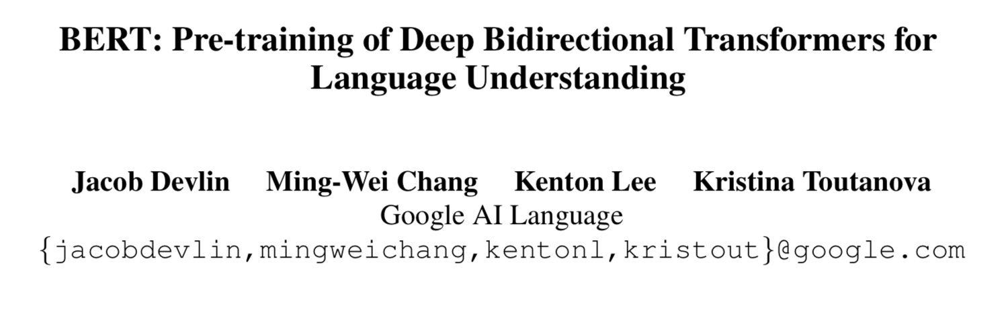 BERT: Pre-training of Deep Bidirectional Transformers for
Language Understanding
Jacob Devlin Ming-Wei Chang Kenton Lee Kristina Toutanova
Google AI Language
{jacobdevlin,mingweichang,kentonl,kristout}@google.com